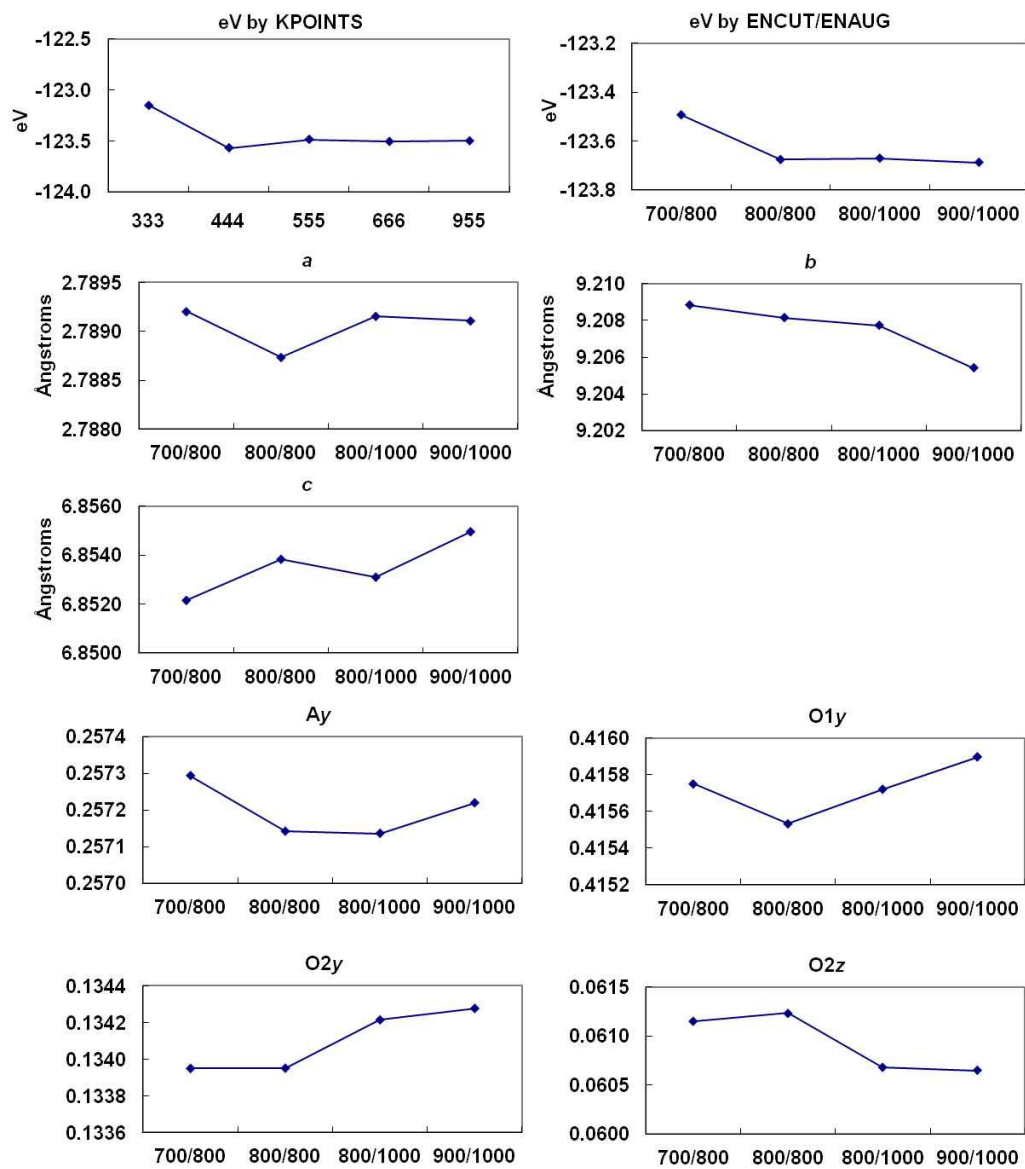 eV by KPOINTS
eV
-122.5
-123.0
-123.5
-124.0
333 444 555 666 955
eV by ENCUT/ENAUG
eV
-123.2
-123.4
-123.6
-123.8
700/800 800/800 800/1000 900/1000
a
Ångstroms
2.7895
2.7890
2.7885
2.7880
700/800 800/800 800/1000 900/1000
b
Ångstroms
9.210
9.208
9.206
9.204
9.202
700/800 800/800 800/1000 900/1000
c
Ångstroms
6.8560
6.8540
6.8520
6.8500
700/800 800/800 800/1000 900/1000
Ay
0.2574
0.2573
0.2572
0.2571
0.2570
700/800 800/800 800/1000 900/1000
O1y
0.4160
0.4158
0.4156
0.4154
0.4152
700/800 800/800 800/1000 900/1000
O2y
0.1344
0.1342
0.1340
0.1338
0.1336
700/800 800/800 800/1000 900/1000
O2z
0.0615
0.0610
0.0605
0.0600
700/800 800/800 800/1000 900/1000